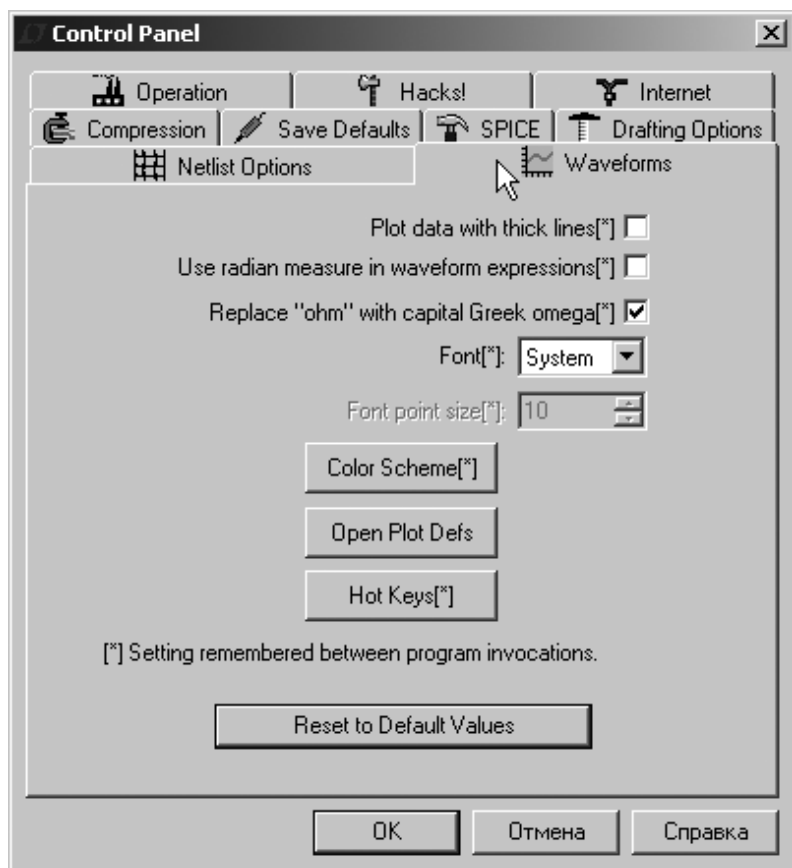 Control Panel
Operation
Hacks!
Internet
Compression
Save Defaults
SPICE
Drafting Options
Netlist Options
Waveforms
Plot data with thick lines[*]
Use radian measure in waveform expressions[*]
Replace "ohm" with capital Greek omega[*]
Font[*]: System
Font point size[*]: 10
Color Scheme[*]
Open Plot Defs
Hot Keys[*]
[*] Setting remembered between program invocations.
Reset to Default Values
OK
Отмена
Справка